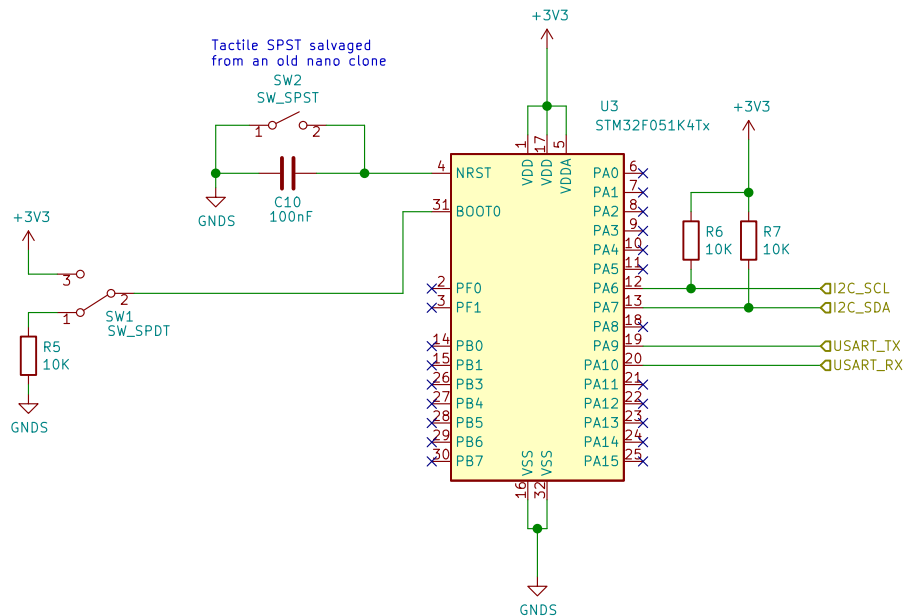 +3V3
Tactile SPST salvaged
from an old nano clone
SW2
SW_SPST
1
2
C10
100nF
GNDS
+3V3
3
2
1
SW1
SW_SPDT
R5
10K
GNDS
U3
STM32F051K4Tx
1
17
5
VDD
VDD
VDDA
4 NRST
31 BOOT0
2 PF0
3 PF1
14 PB0
15 PB1
26 PB3
27 PB4
28 PB5
29 PB6
30 PB7
PA0 6
PA1 7
PA2 8
PA3 9
PA4 10
PA5 11
PA6 12
PA7 13
PA8 18
PA9 19
PA10 20
PA11 21
PA12 22
PA13 23
PA14 24
PA15 25
VSS
VSS
16
32
GNDS
+3V3
R6
10K
R7
10K
I2C_SCL
I2C_SDA
USART_TX
USART_RX